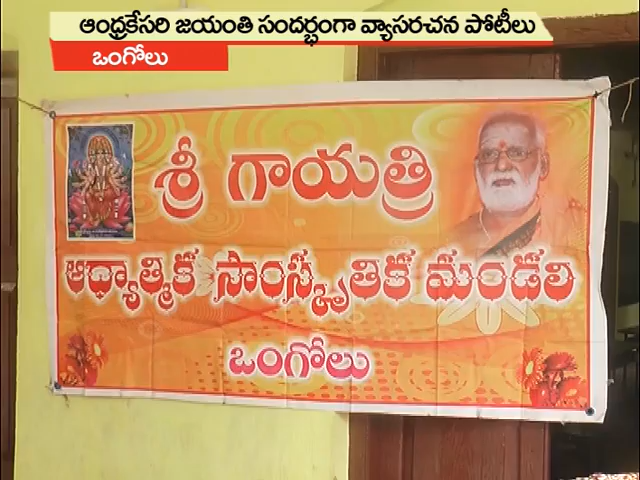 ఆంధ్రకేసరి జయంతి సందర్భంగా వ్యాసరచన పోటీలు
ఒంగోలు
శ్రీ గాయత్రి
ఆధ్యాత్మిక సాంస్కృతిక మండలి
ఒంగోలు